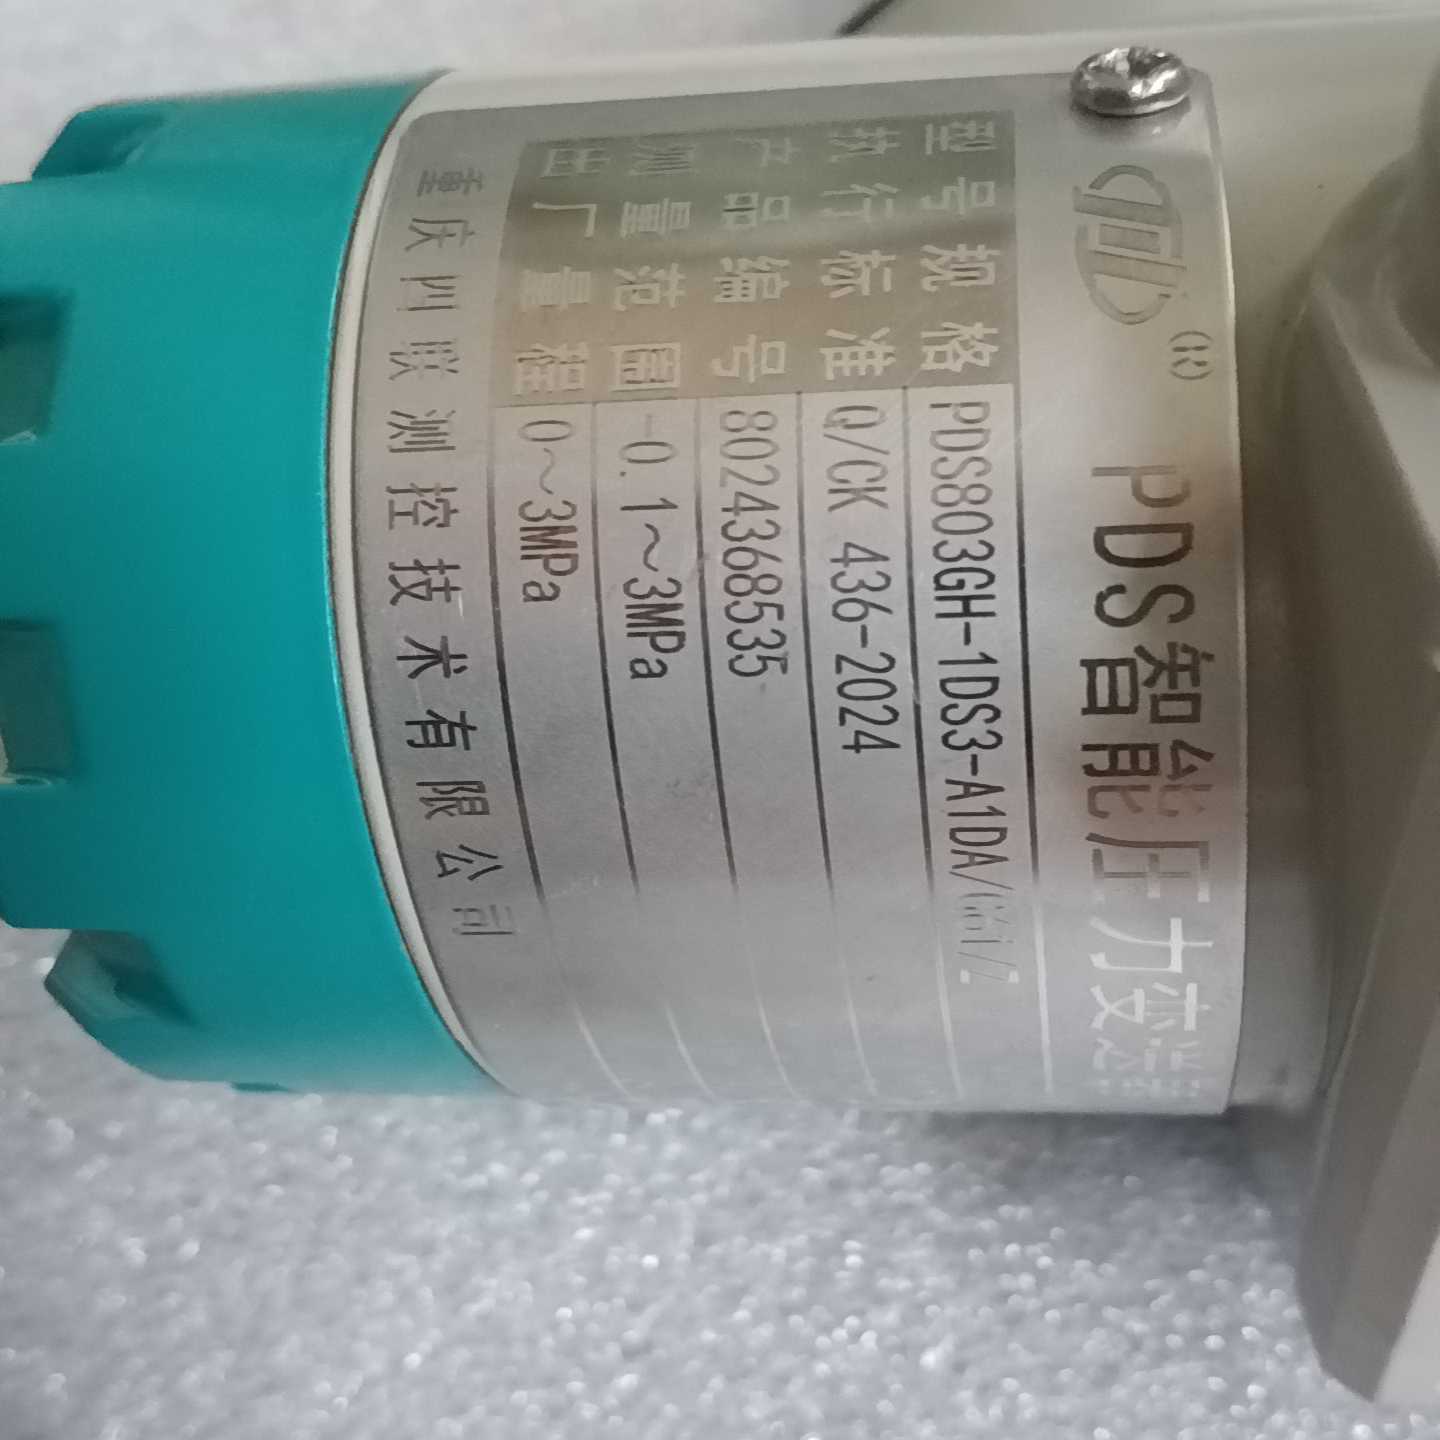 ® PDS智能压力变送器
型号规格 PDS803GH-1DS3-A1DA/G61/Z
执行标准 Q/CK 436-2024
产品编号 8024368535
测量范围 -0.1～3MPa
出厂量程 0～3MPa
重庆四联测控技术有限公司